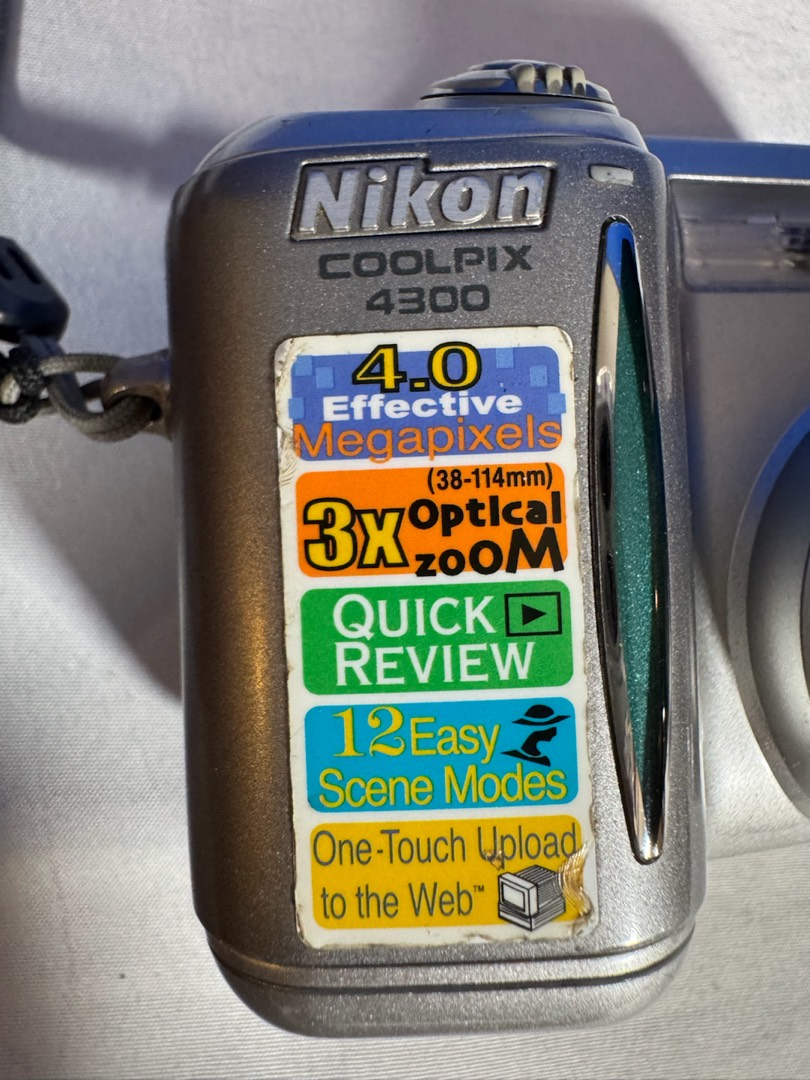 Nikon
COOLPIX
4300
4.0
Effective
Megapixels
(38-114mm)
3x Optical
zooM
QUICK
REVIEW
12 Easy
Scene Modes
One-Touch Upload
to the Web™